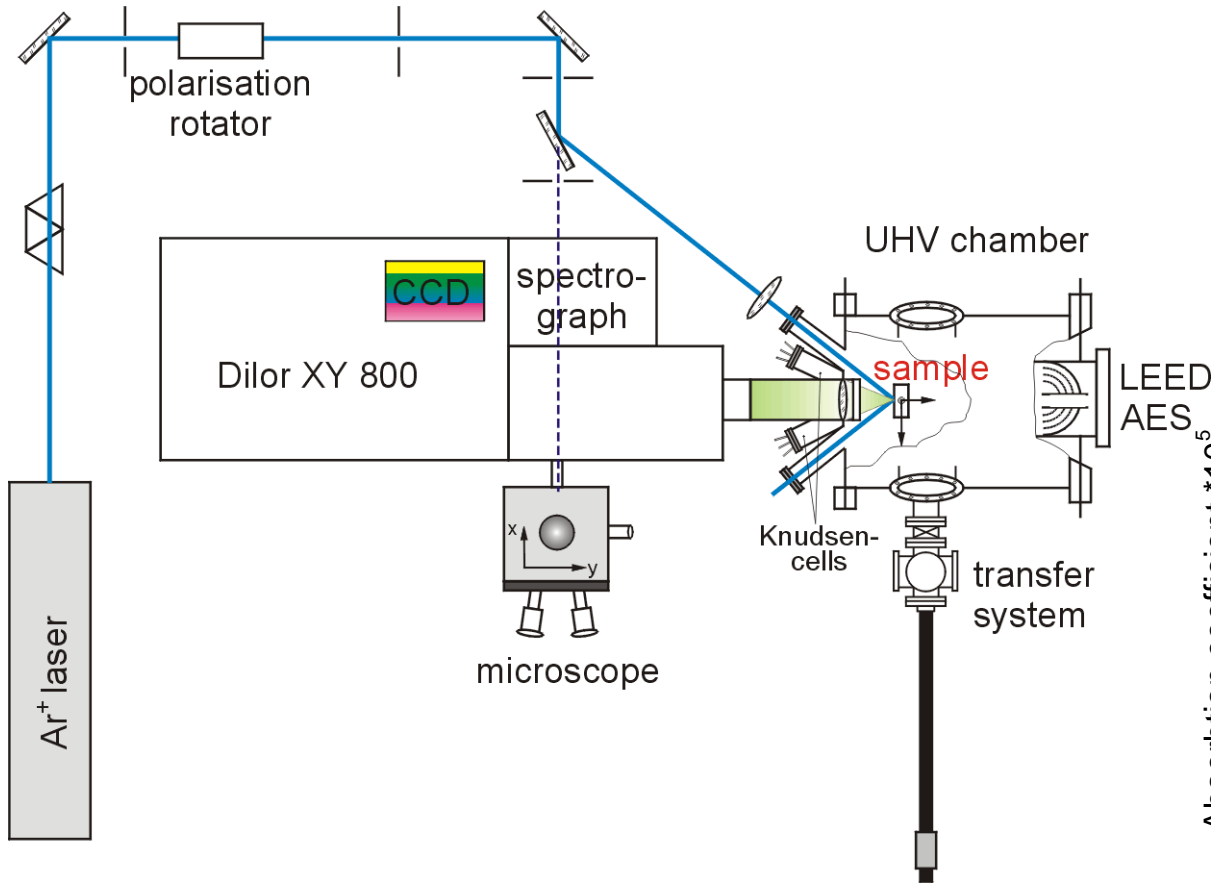 polarisation
rotator
UHV chamber
CCD
spectro-
graph
Dilor XY 800
sample
LEED
AES
Knudsen-
cells
x
y
transfer
system
microscope
Ar⁺ laser